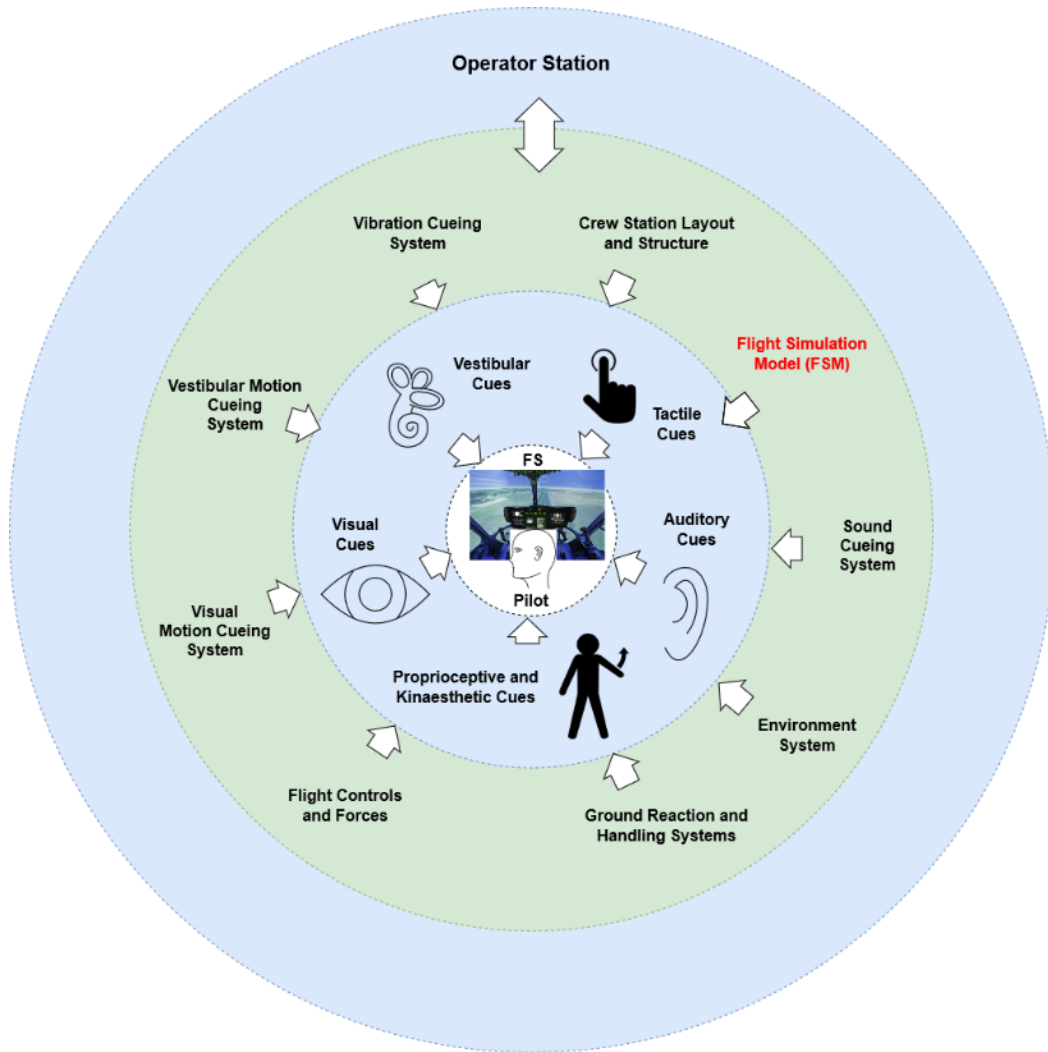 Operator Station
Vibration Cueing
System
Crew Station Layout
and Structure
Flight Simulation
Model (FSM)
Vestibular
Cues
Vestibular Motion
Cueing
System
Tactile
Cues
FS
Visual
Cues
Auditory
Cues
Sound
Cueing
System
Pilot
Visual
Motion Cueing
System
Proprioceptive and
Kinaesthetic Cues
Environment
System
Flight Controls
and Forces
Ground Reaction and
Handling Systems